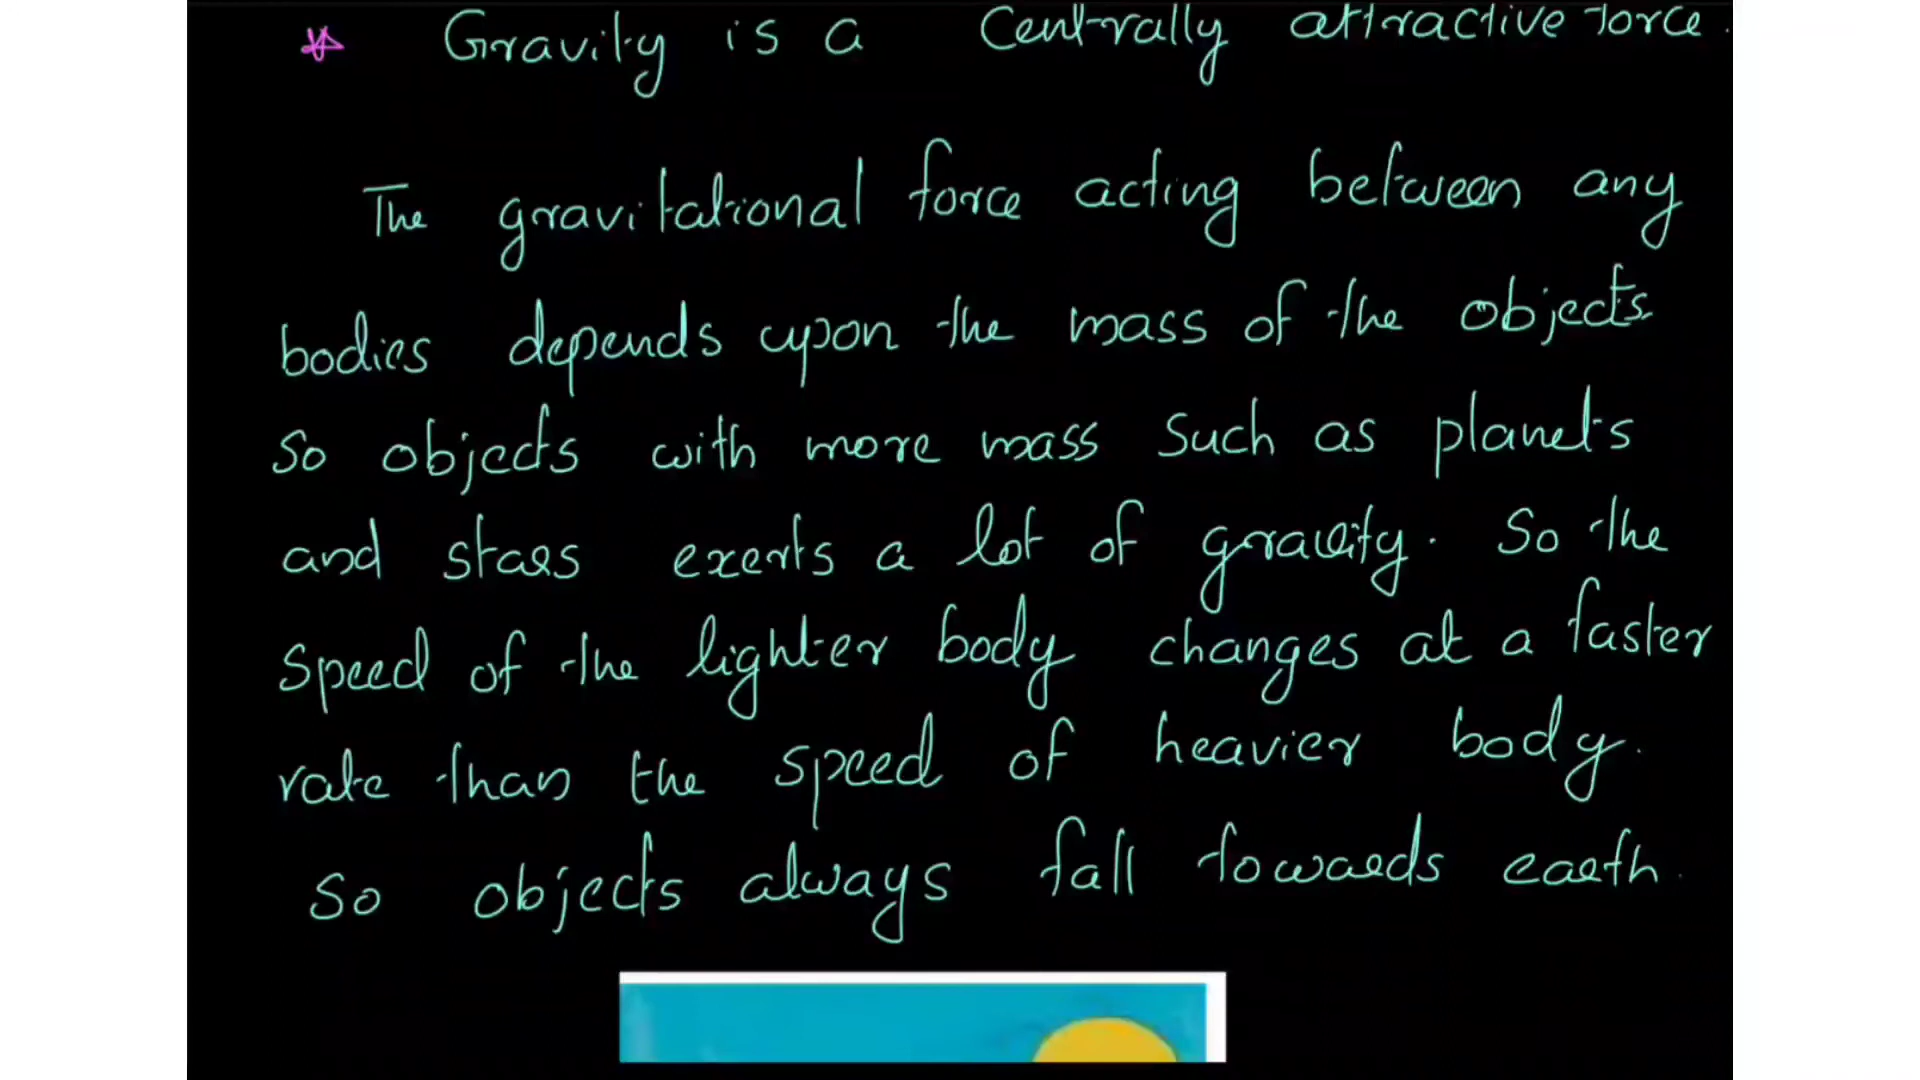 Gravity is a Centrally attractive force.
The gravitational force acting between any
bodies depends upon the mass of the objects.
So objects with more mass such as planets
and stars exerts a lot of gravity. So the
speed of the lighter body changes at a faster
rate than the speed of heavier body.
So objects always fall towards earth.